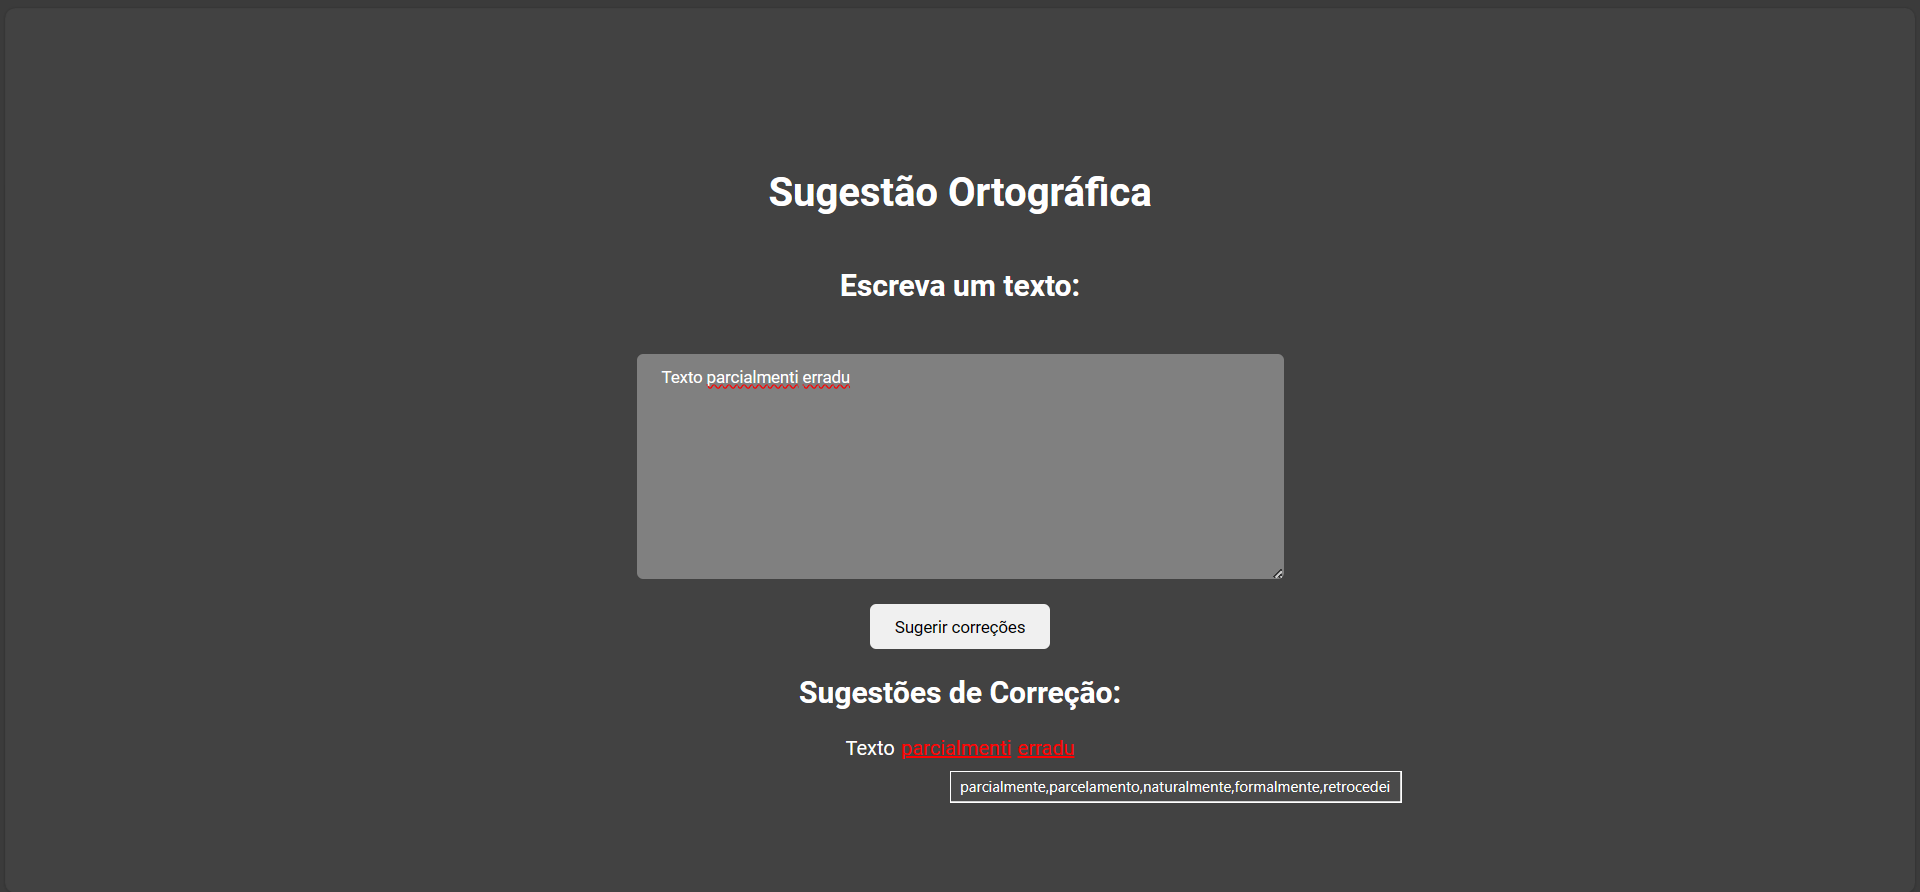 Sugestão Ortográfica
Escreva um texto:
Texto parcialmenti erradu
Sugerir correções
Sugestões de Correção:
Texto parcialmenti erradu
parcialmente,parcelamento,naturalmente,formalmente,retrocedei